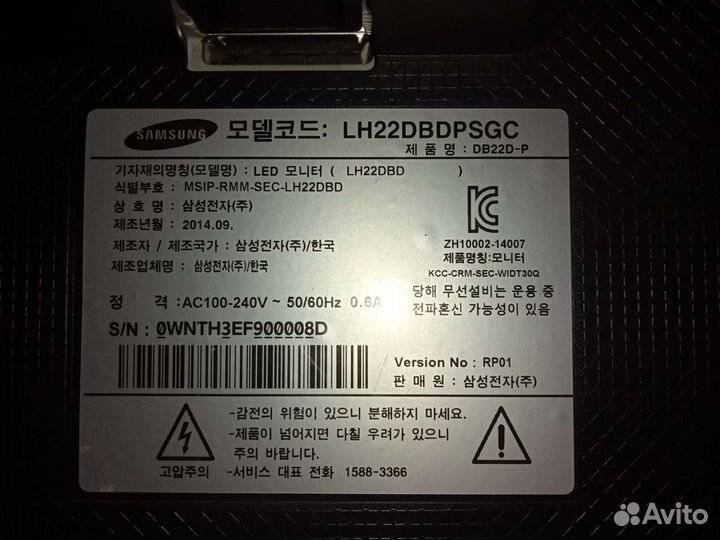 SAMSUNG 모델코드: LH22DBDPSGC
제 품 명 : DB22D-P
기자재의명칭(모델명) : LED 모니터 ( LH22DBD )
식별부호 : MSIP-RMM-SEC-LH22DBD
상 호 명 : 삼성전자(주)
제조년월 : 2014.09.
제조자 / 제조국가 : 삼성전자(주)/한국
제조업체명 : 삼성전자(주)/한국
ZH10002-14007
제품명칭:모니터
KCC-CRM-SEC-WIDT30Q
정 격 : AC100-240V ~ 50/60Hz 0.6A
당해 무선설비는 운용 중
전파혼신 가능성이 있음
S/N : 0WNTH3EF900008D
Version No : RP01
판 매 원 : 삼성전자(주)
고압주의
-감전의 위험이 있으니 분해하지 마세요.
-제품이 넘어지면 다칠 우려가 있으니
주의 바랍니다.
-서비스 대표 전화 1588-3366
Avito